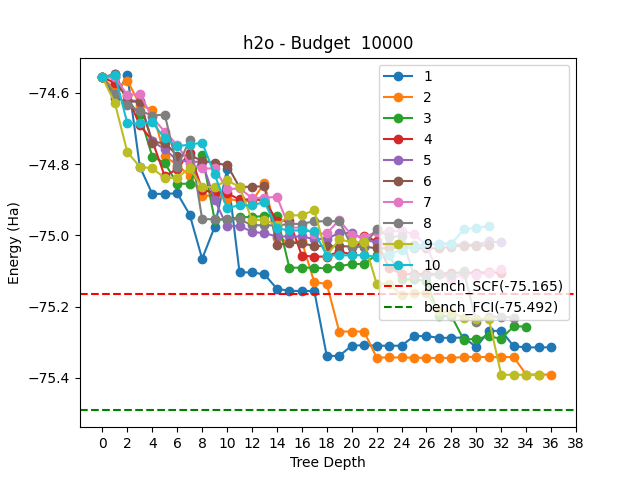 h2o - Budget  10000
Energy (Ha)
−74.6
−74.8
−75.0
−75.2
−75.4
1
2
3
4
5
6
7
8
9
10
bench_SCF(-75.165)
bench_FCI(-75.492)
0 2 4 6 8 10 12 14 16 18 20 22 24 26 28 30 32 34 36 38
Tree Depth